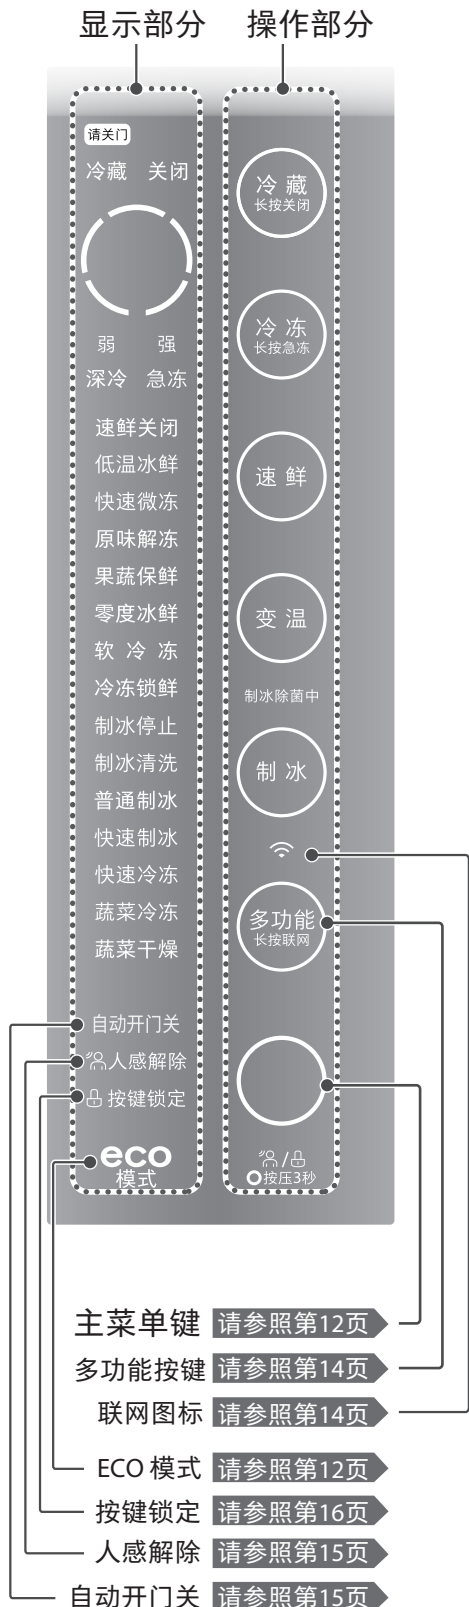 显示部分 操作部分
请关门
冷藏 关闭
弱 强
深冷 急冻
速鲜关闭
低温冰鲜
快速微冻
原味解冻
果蔬保鲜
零度冰鲜
软 冷 冻
冷冻锁鲜
制冰停止
制冰清洗
普通制冰
快速制冰
快速冷冻
蔬菜冷冻
蔬菜干燥
自动开门关
人感解除
按键锁定
eco
模式
冷 藏
长按关闭
冷 冻
长按急冻
速 鲜
变 温
制冰除菌中
制 冰
多功能
长按联网
/
按压3秒
主菜单键 请参照第12页
多功能按键 请参照第14页
联网图标 请参照第14页
ECO 模式 请参照第12页
按键锁定 请参照第16页
人感解除 请参照第15页
自动开门关 请参照第15页